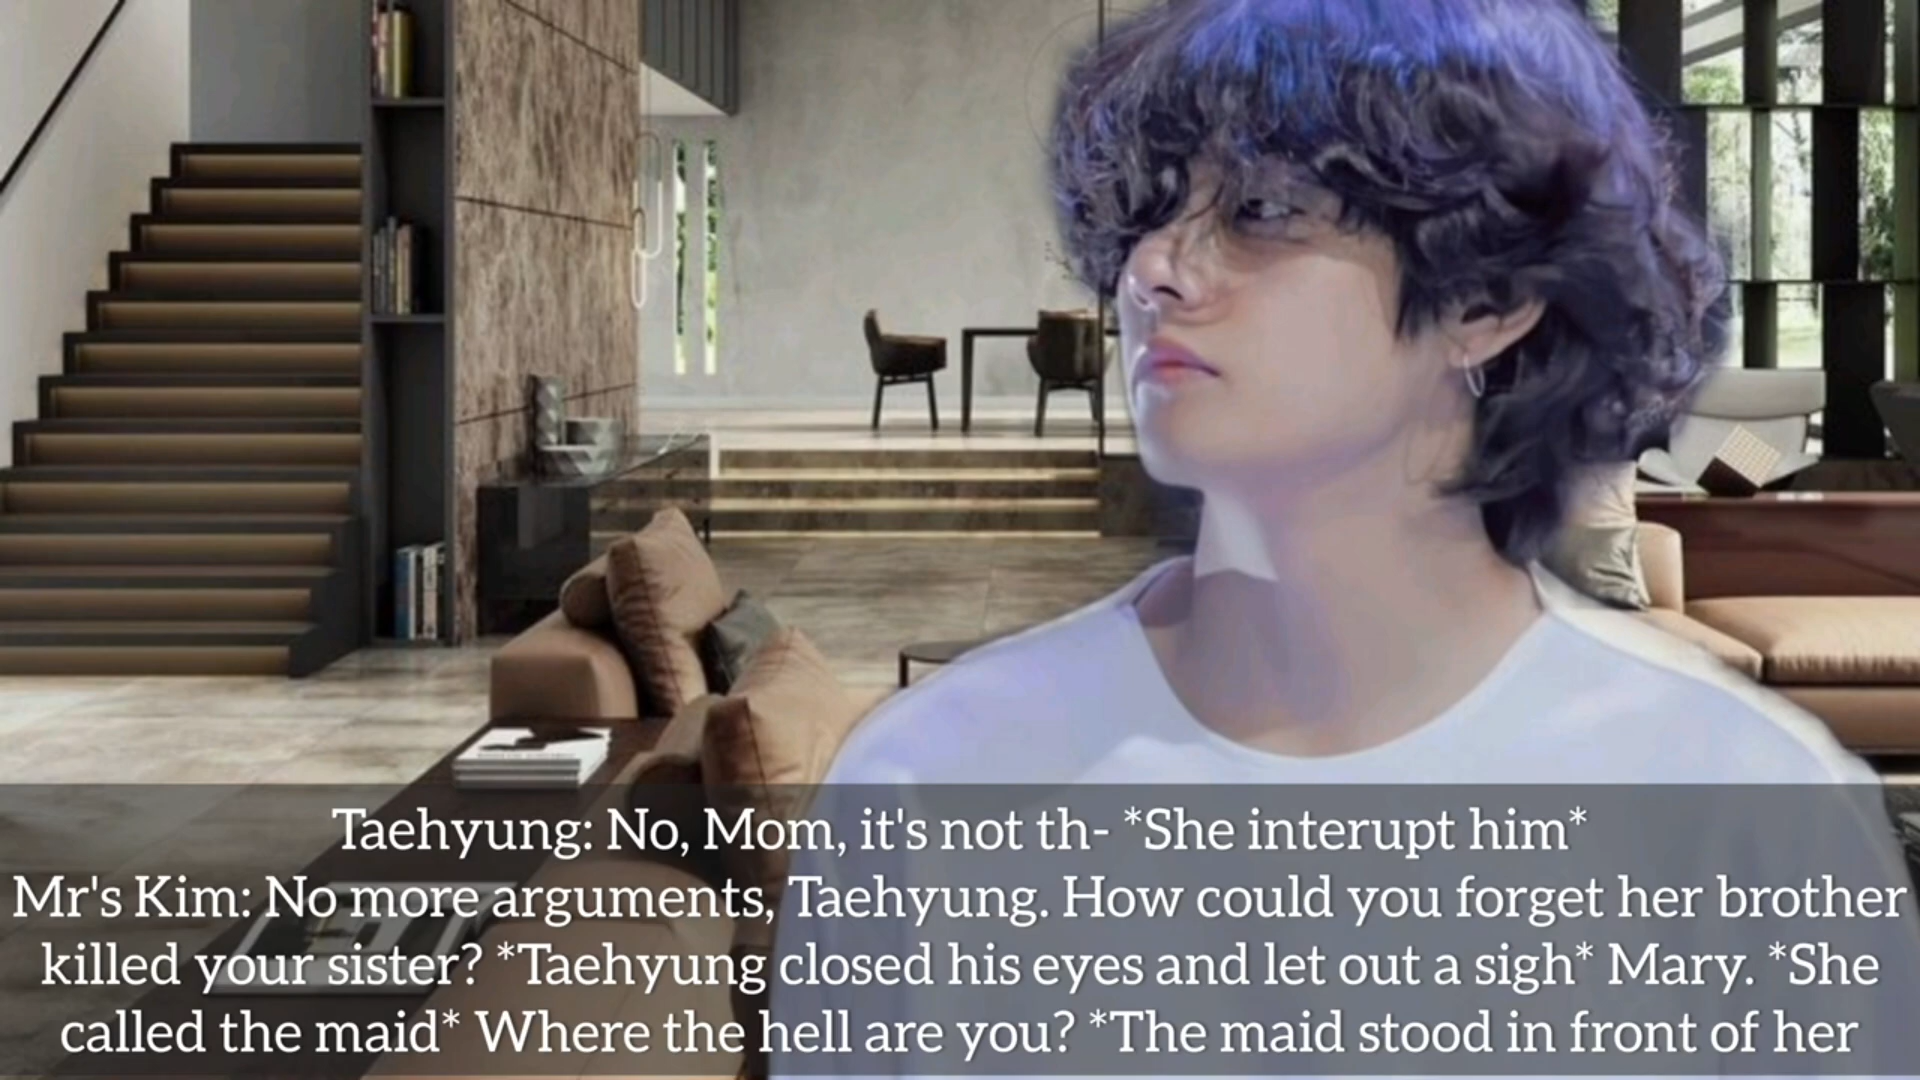 Taehyung: No, Mom, it's not th- *She interupt him*
Mr's Kim: No more arguments, Taehyung. How could you forget her brother
killed your sister? *Taehyung closed his eyes and let out a sigh* Mary. *She
called the maid* Where the hell are you? *The maid stood in front of her